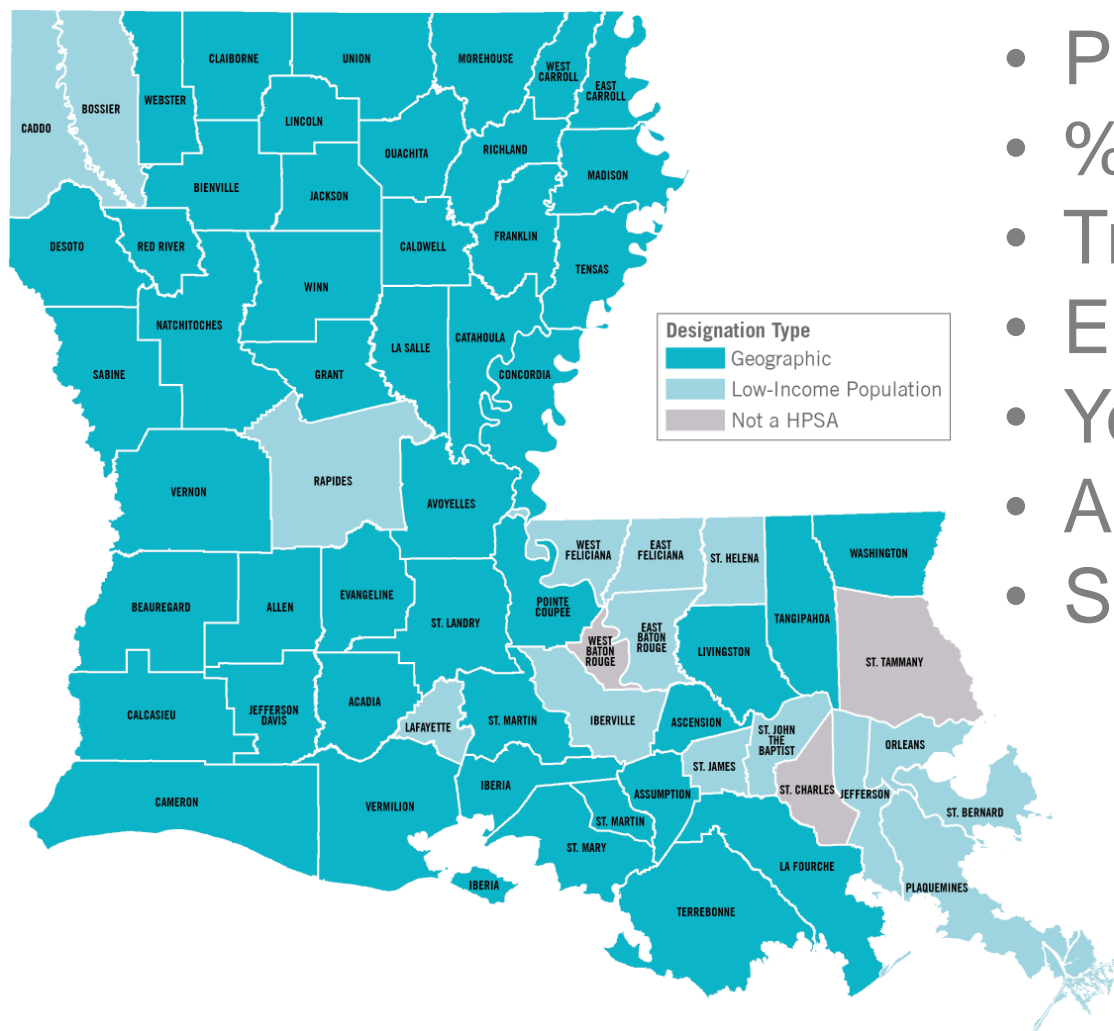 CLAIBORNE
UNION
MOREHOUSE
WEST
CARROLL
EAST
CARROLL
WEBSTER
BOSSIER
CADDO
LINCOLN
OUACHITA
RICHLAND
MADISON
BIENVILLE
JACKSON
DESOTO
RED RIVER
CALDWELL
FRANKLIN
TENSAS
WINN
NATCHITOCHES
LA SALLE
CATAHOULA
SABINE
GRANT
CONCORDIA
RAPIDES
VERNON
AVOYELLES
WEST
FELICIANA
EAST
FELICIANA
ST. HELENA
WASHINGTON
BEAUREGARD
ALLEN
EVANGELINE
ST. LANDRY
POINTE
COUPEE
TANGIPAHOA
WEST
BATON
ROUGE
EAST
BATON
ROUGE
LIVINGSTON
ST. TAMMANY
CALCASIEU
JEFFERSON
DAVIS
ACADIA
LAFAYETTE
ST. MARTIN
IBERVILLE
ASCENSION
ST. JOHN
THE
BAPTIST
ORLEANS
ST. JAMES
CAMERON
VERMILION
IBERIA
ASSUMPTION
ST. CHARLES
JEFFERSON
ST. BERNARD
ST. MARTIN
ST. MARY
LA FOURCHE
IBERIA
PLAQUEMINES
TERREBONNE
Designation Type
Geographic
Low-Income Population
Not a HPSA
• P
• %
• Tr
• E
• Yo
• A
• S